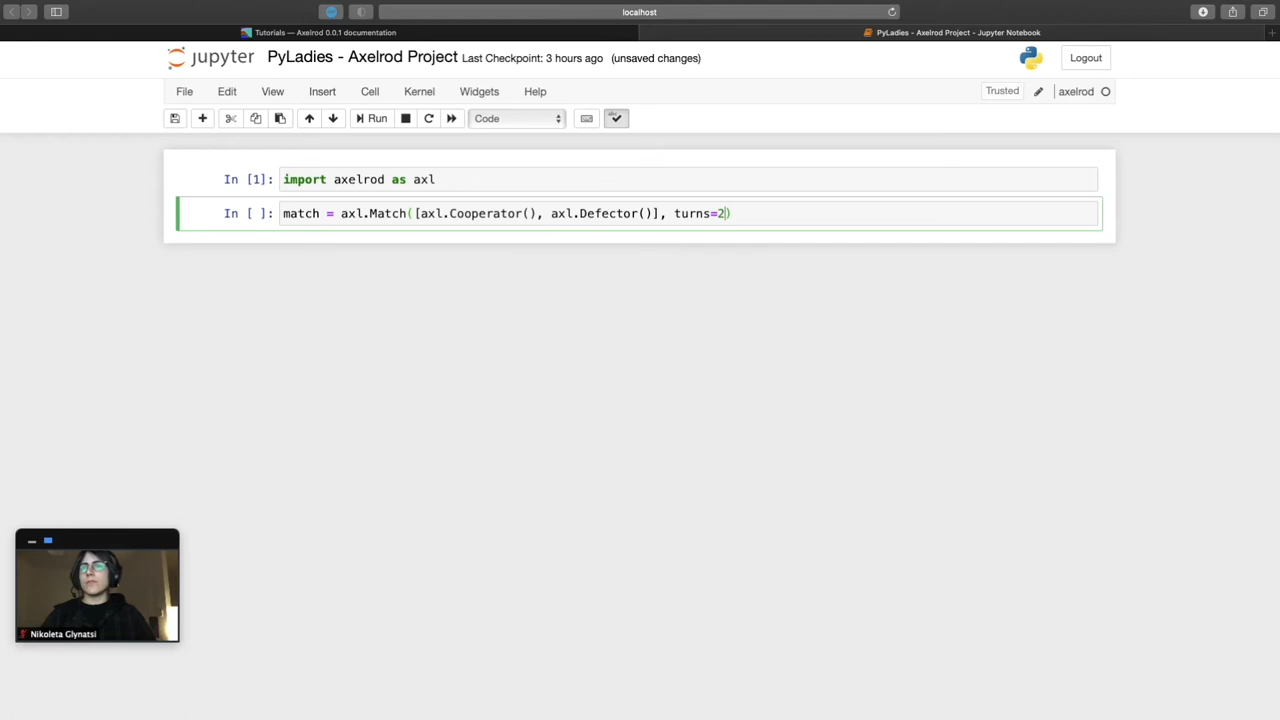 localhost
Tutorials — Axelrod 0.0.1 documentation
PyLadies - Axelrod Project - Jupyter Notebook
jupyter PyLadies - Axelrod Project Last Checkpoint: 3 hours ago (unsaved changes)
Logout
File Edit View Insert Cell Kernel Widgets Help
Trusted axelrod
Run Code
In [1]: import axelrod as axl
In [ ]: match = axl.Match([axl.Cooperator(), axl.Defector()], turns=2)
Nikoleta Glynatsi